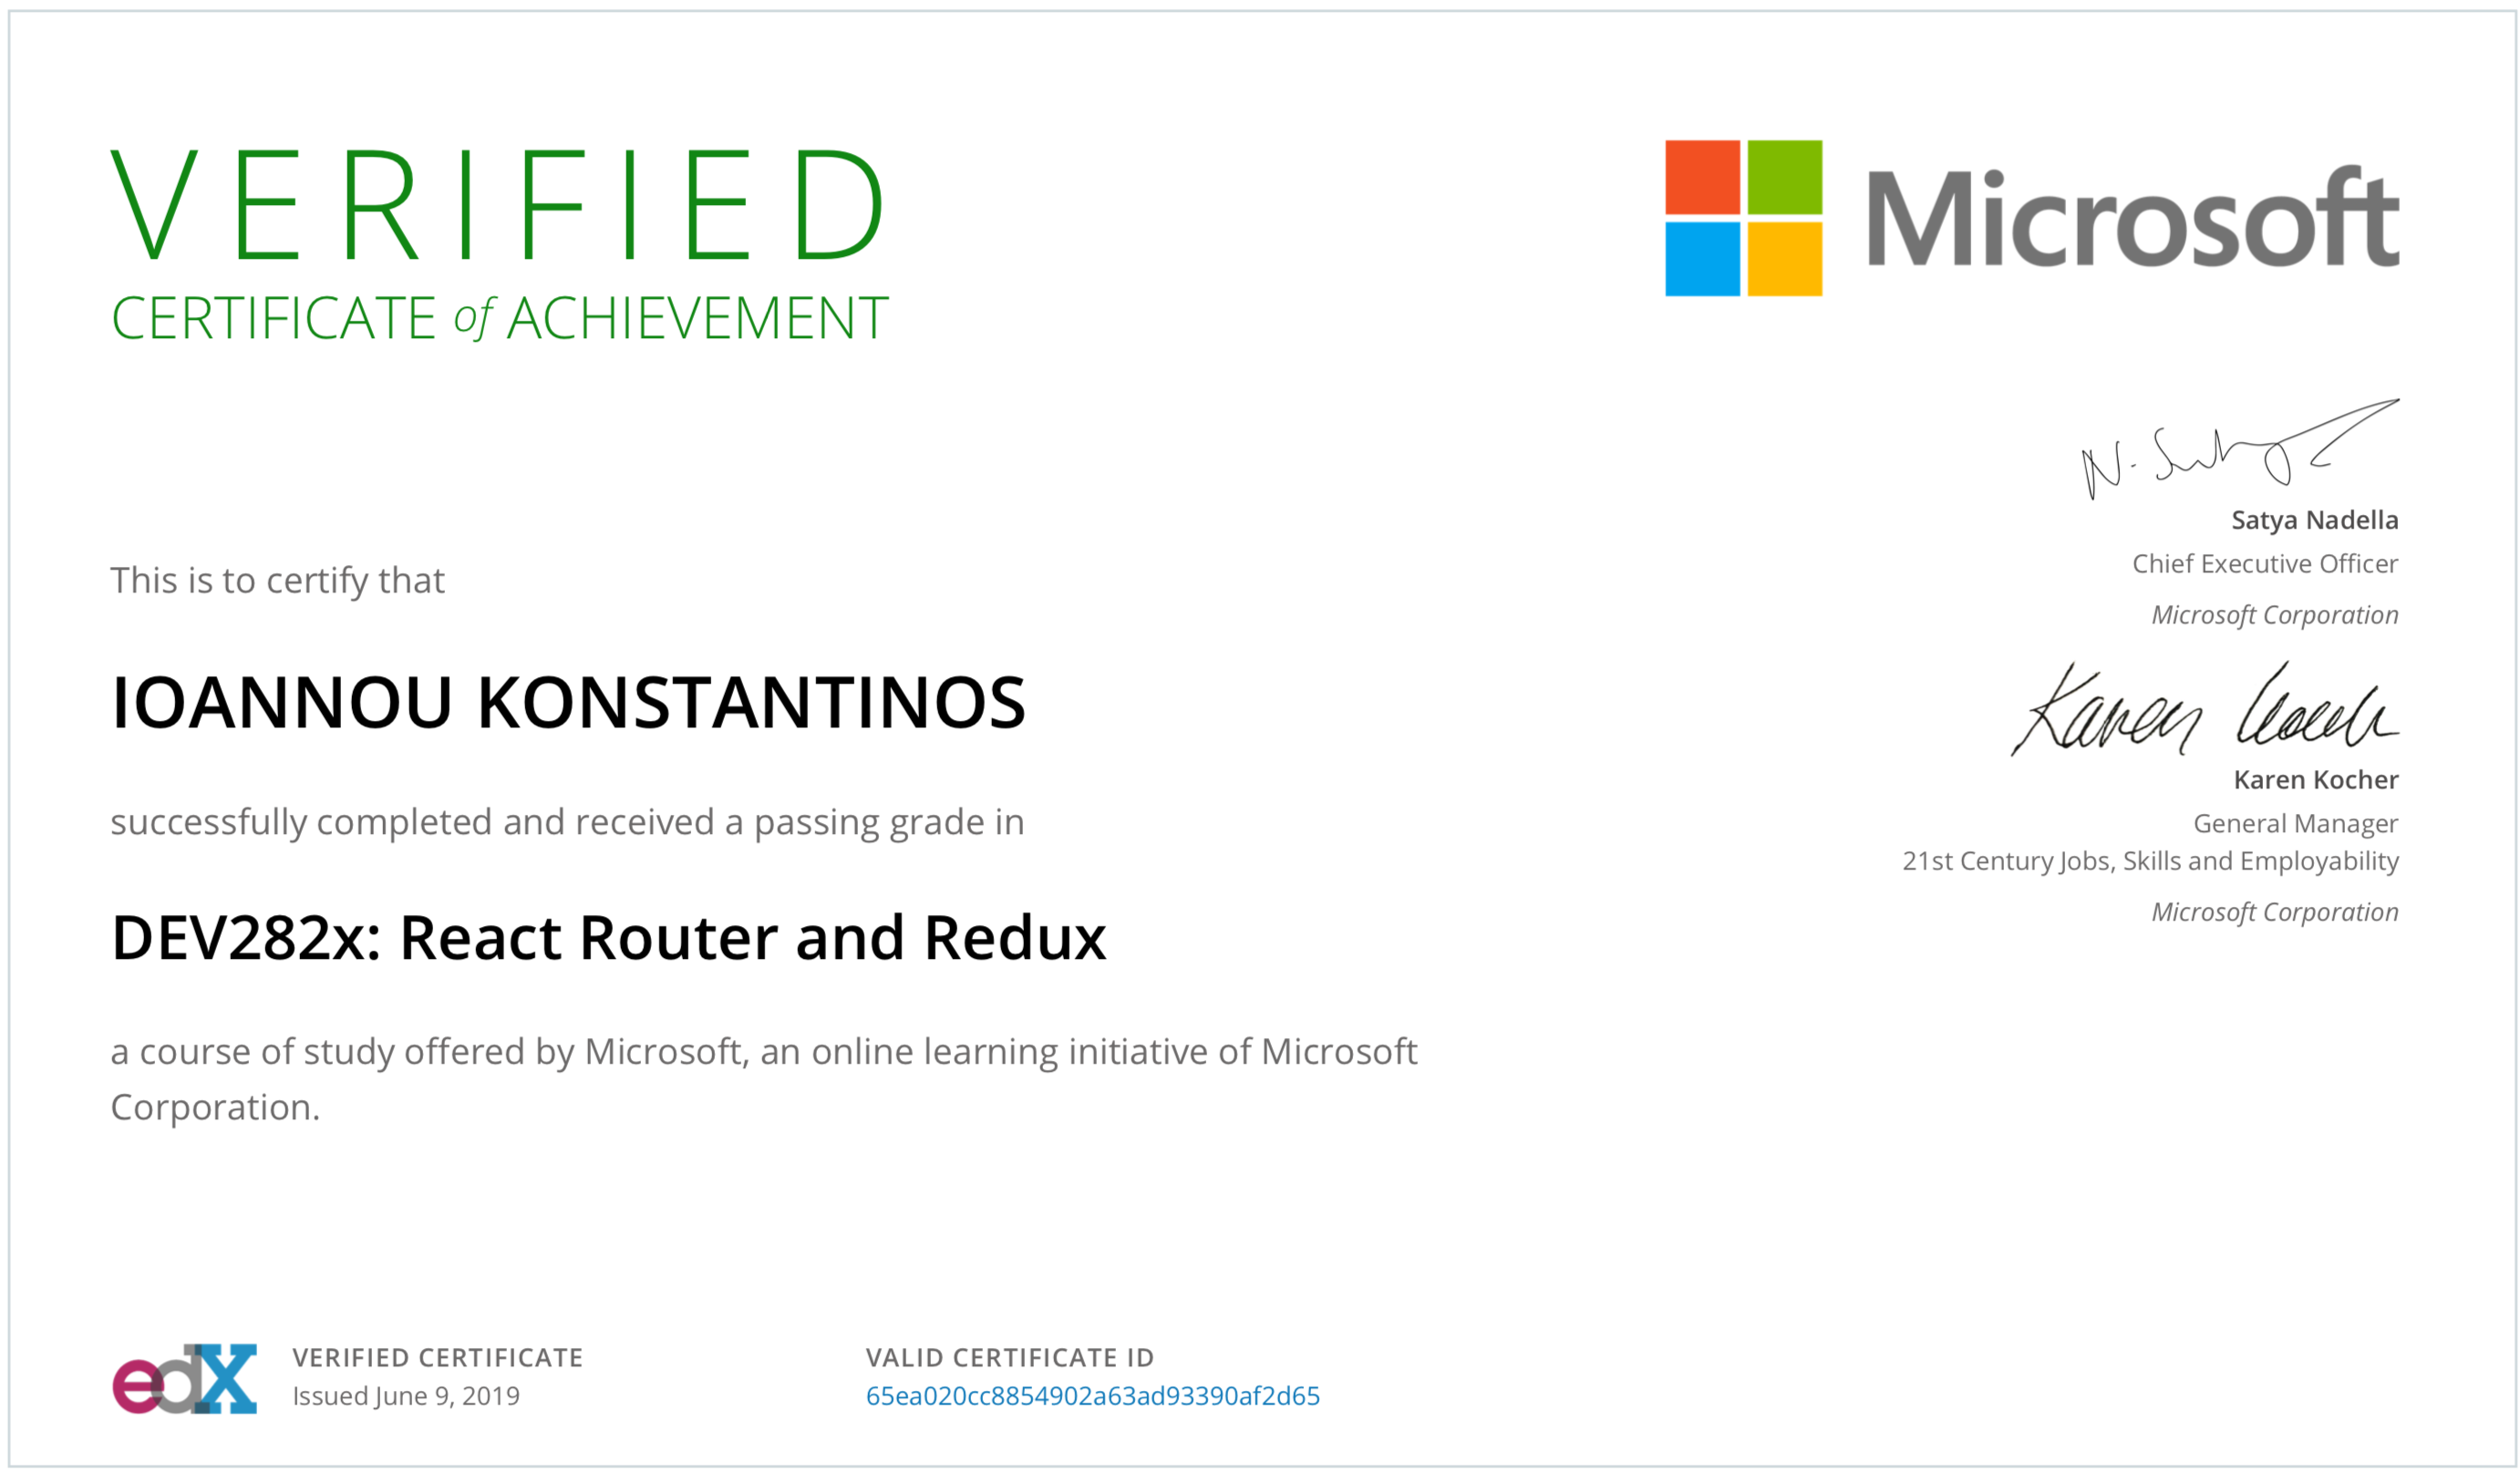 VERIFIED
CERTIFICATE of ACHIEVEMENT
Microsoft
This is to certify that
IOANNOU KONSTANTINOS
successfully completed and received a passing grade in
DEV282x: React Router and Redux
a course of study offered by Microsoft, an online learning initiative of Microsoft
Corporation.
N. Satya
Satya Nadella
Chief Executive Officer
Microsoft Corporation
Karen Kocher
Karen Kocher
General Manager
21st Century Jobs, Skills and Employability
Microsoft Corporation
edX
VERIFIED CERTIFICATE
Issued June 9, 2019
VALID CERTIFICATE ID
65ea020cc8854902a63ad93390af2d65